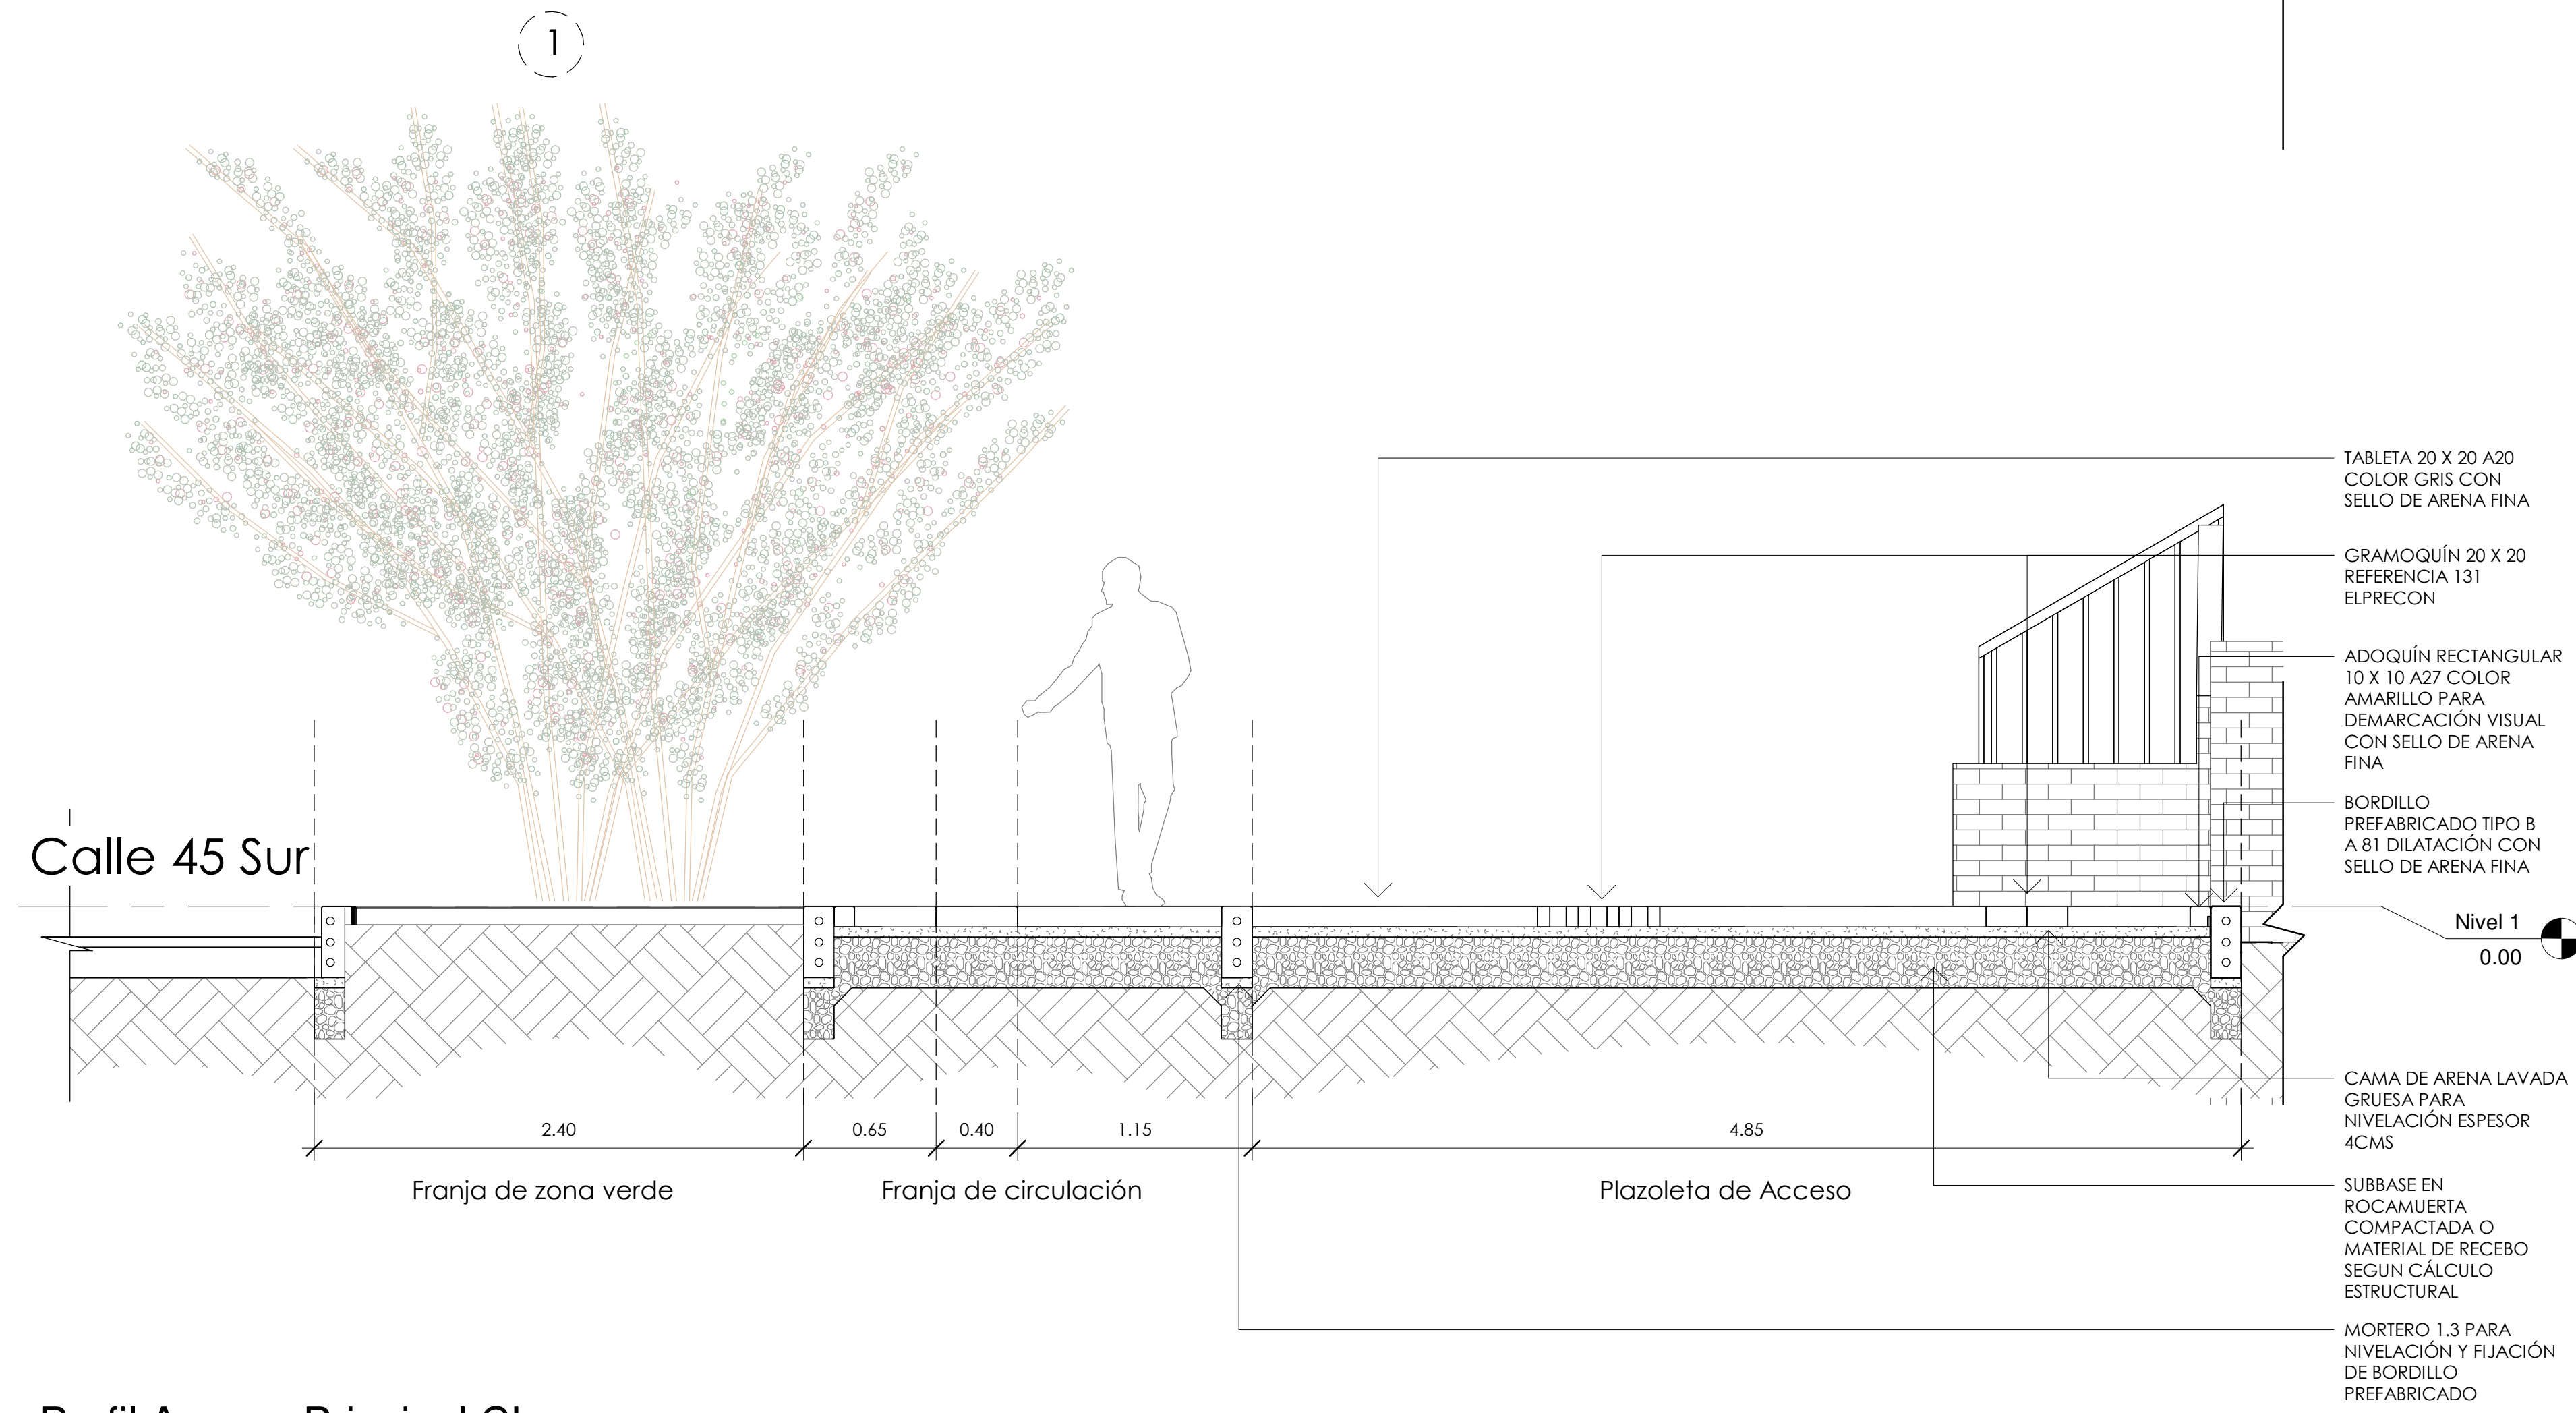 1
TABLETA 20 X 20 A20
COLOR GRIS CON
SELLO DE ARENA FINA
GRAMOQUÍN 20 X 20
REFERENCIA 131
ELPRECON
ADOQUÍN RECTANGULAR
10 X 10 A27 COLOR
AMARILLO PARA
DEMARCACIÓN VISUAL
CON SELLO DE ARENA
FINA
BORDILLO
PREFABRICADO TIPO B
A 81 DILATACIÓN CON
SELLO DE ARENA FINA
Calle 45 Sur
Nivel 1
0.00
CAMA DE ARENA LAVADA
GRUESA PARA
NIVELACIÓN ESPESOR
4CMS
2.40
0.65
0.40
1.15
4.85
Franja de zona verde
Franja de circulación
Plazoleta de Acceso
SUBBASE EN
ROCAMUERTA
COMPACTADA O
MATERIAL DE RECEBO
SEGUN CÁLCULO
ESTRUCTURAL
MORTERO 1.3 PARA
NIVELACIÓN Y FIJACIÓN
DE BORDILLO
PREFABRICADO